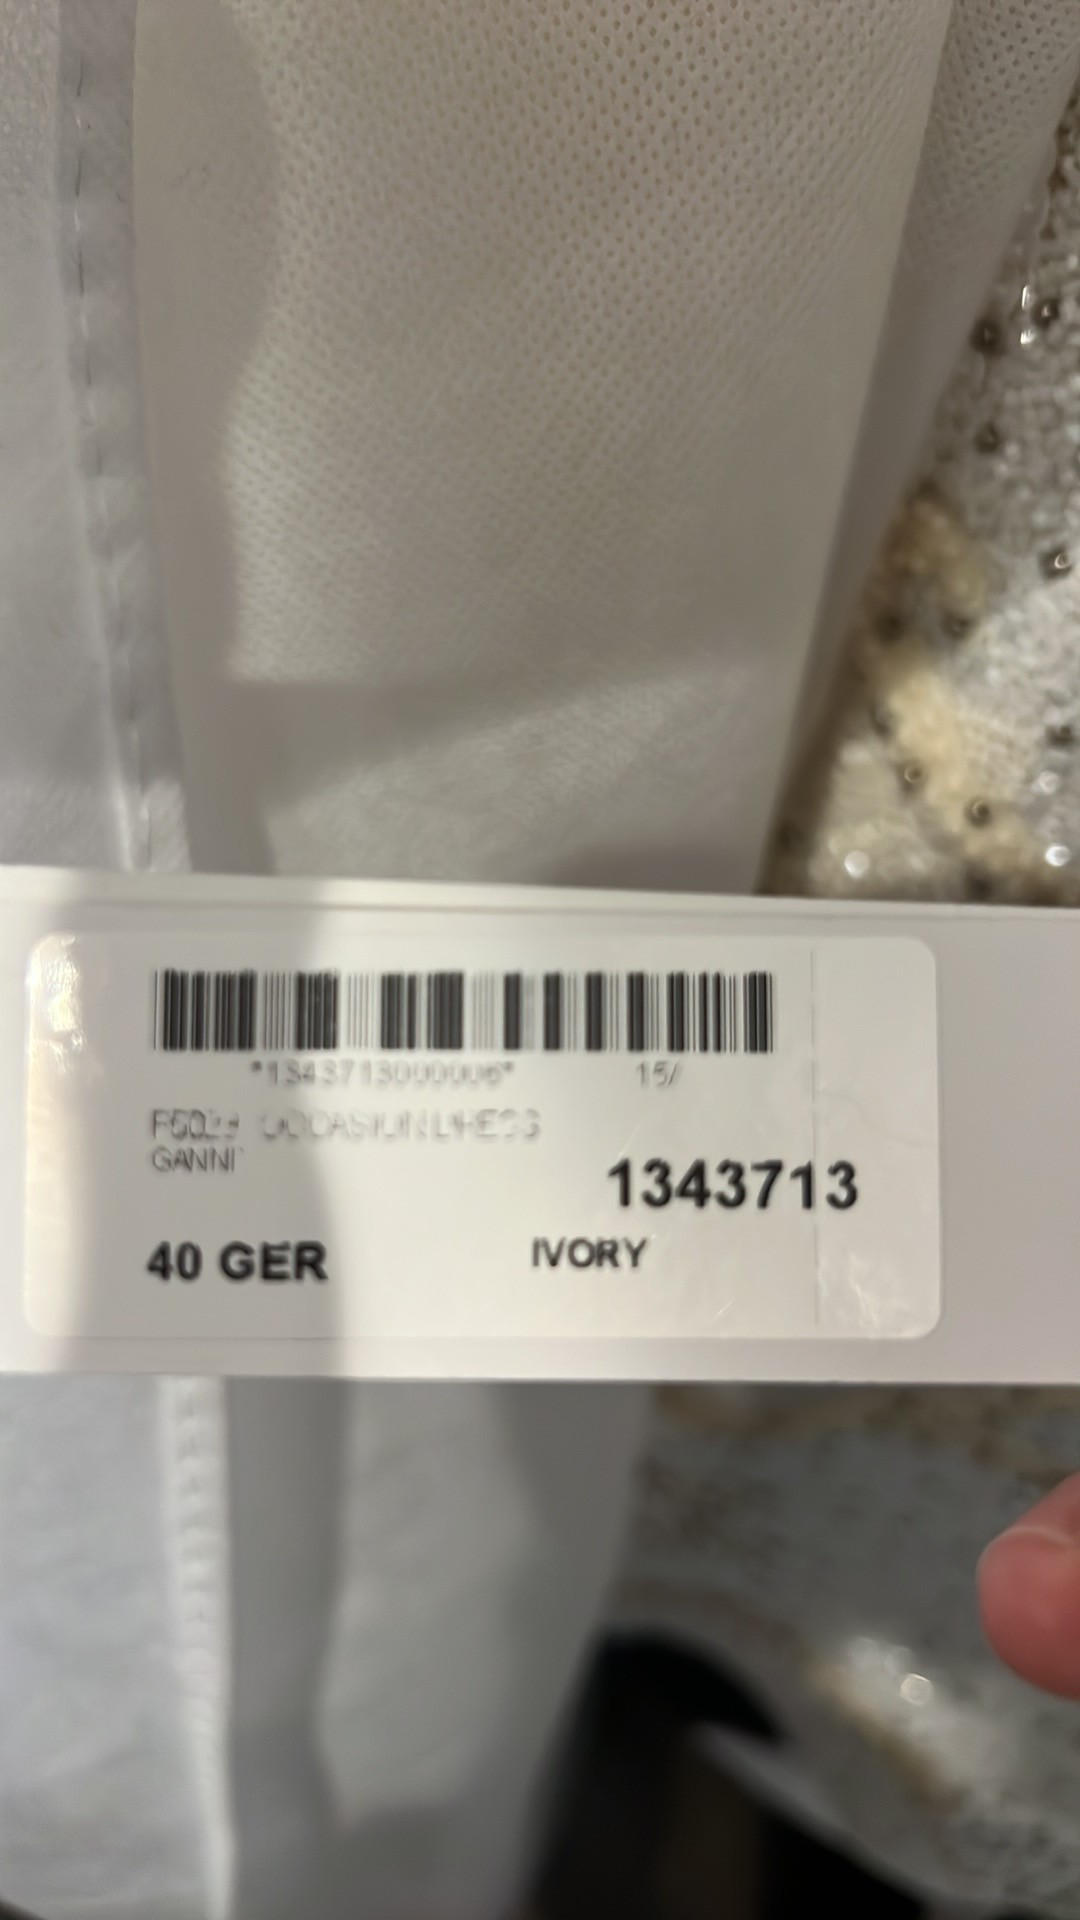 *1343713000006* 15/
OCCASION DRESS
GANNI
1343713
40 GER IVORY